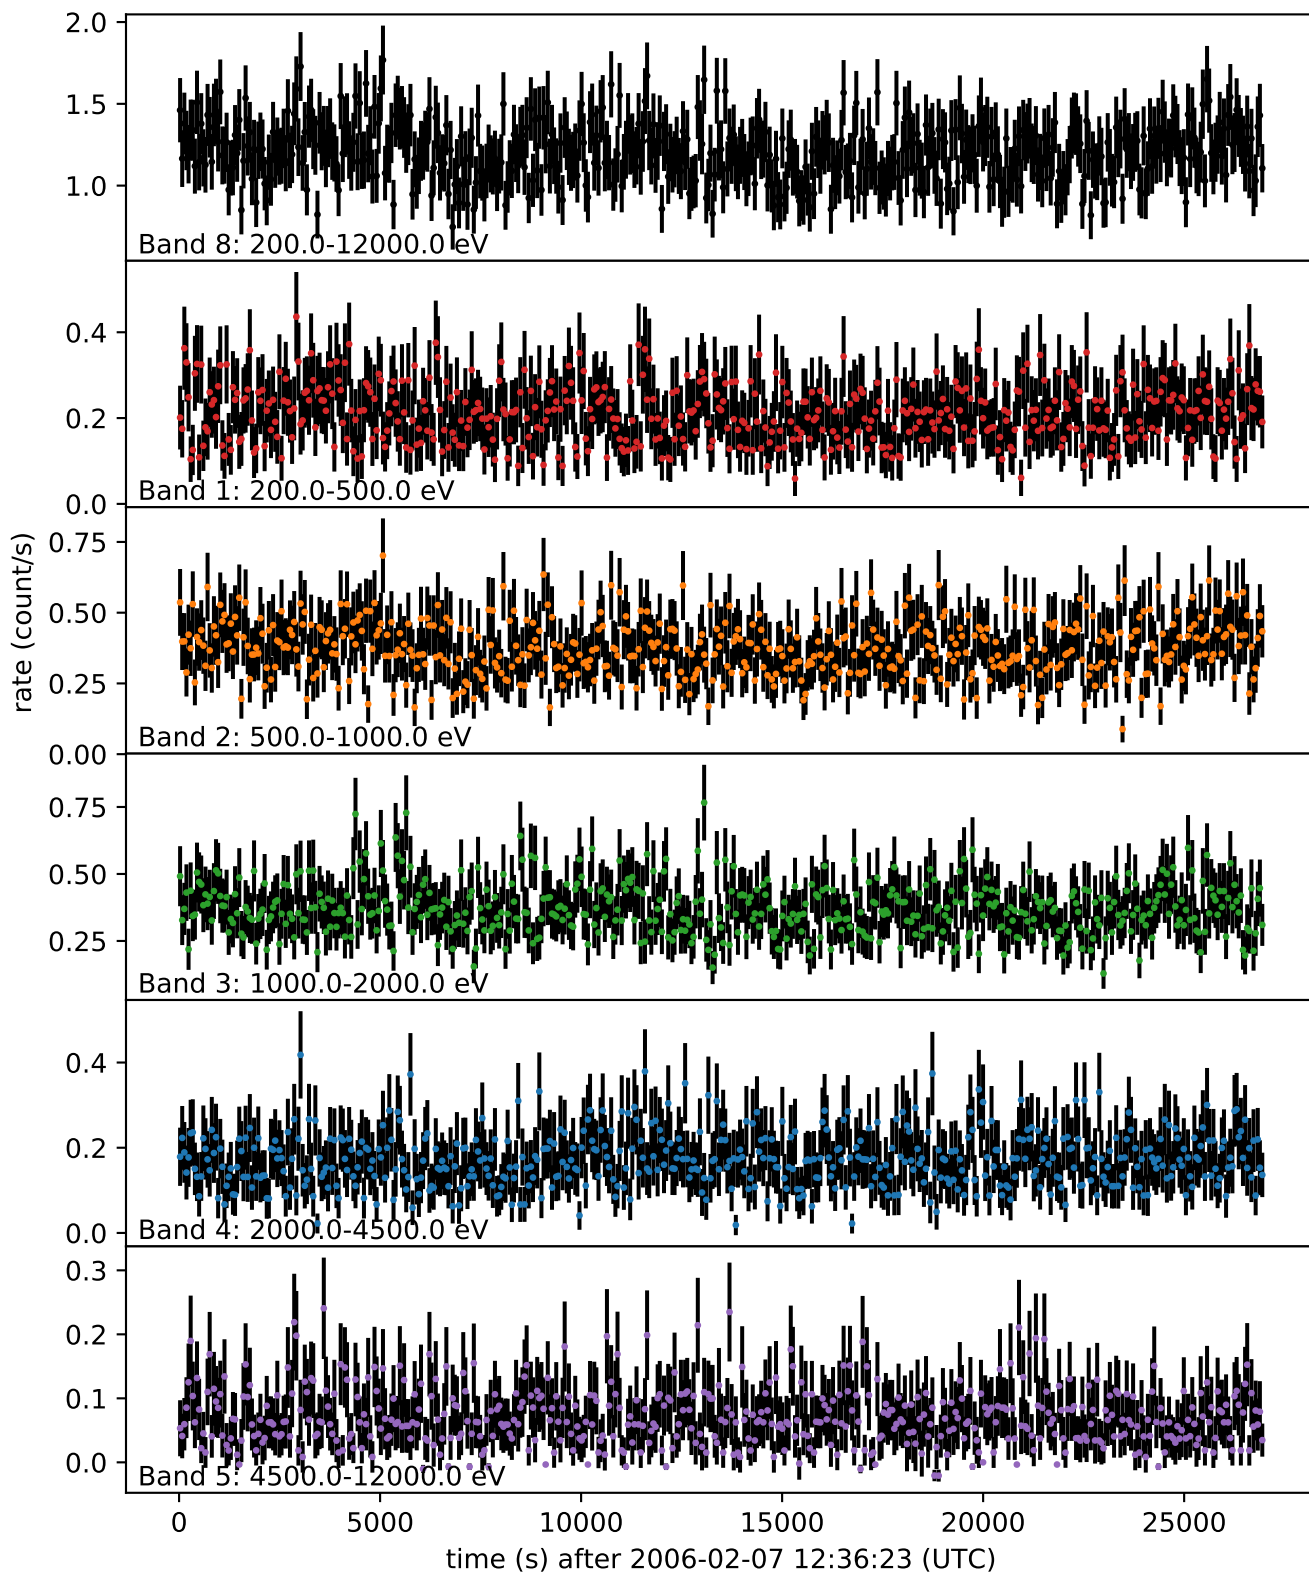 2.0
1.5
1.0
Band 8: 200.0-12000.0 eV
0.4
0.2
0.0
Band 1: 200.0-500.0 eV
rate (count/s)
0.75
0.50
0.25
0.00
Band 2: 500.0-1000.0 eV
0.75
0.50
0.25
Band 3: 1000.0-2000.0 eV
0.4
0.2
0.0
Band 4: 2000.0-4500.0 eV
0.3
0.2
0.1
0.0
Band 5: 4500.0-12000.0 eV
0 5000 10000 15000 20000 25000
time (s) after 2006-02-07 12:36:23 (UTC)